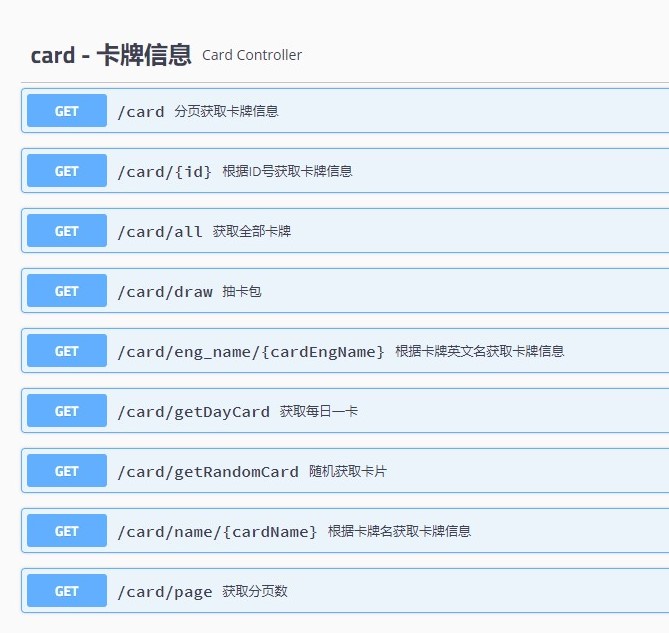 card - 卡牌信息 Card Controller
GET /card 分页获取卡牌信息
GET /card/{id} 根据ID号获取卡牌信息
GET /card/all 获取全部卡牌
GET /card/draw 抽卡包
GET /card/eng_name/{cardEngName} 根据卡牌英文名获取卡牌信息
GET /card/getDayCard 获取每日一卡
GET /card/getRandomCard 随机获取卡片
GET /card/name/{cardName} 根据卡牌名获取卡牌信息
GET /card/page 获取分页数